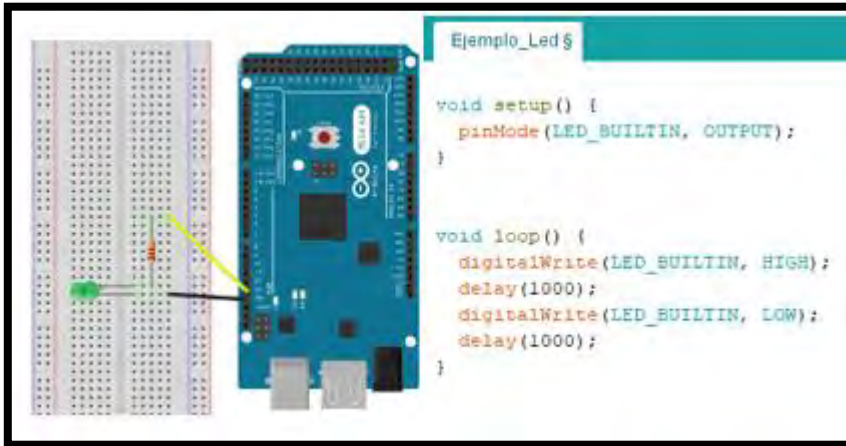 Ejemplo_Led §
void setup() {
pinMode(LED_BUILTIN, OUTPUT);
}
void loop() {
digitalWrite(LED_BUILTIN, HIGH);
delay(1000);
digitalWrite(LED_BUILTIN, LOW);
delay(1000);
}